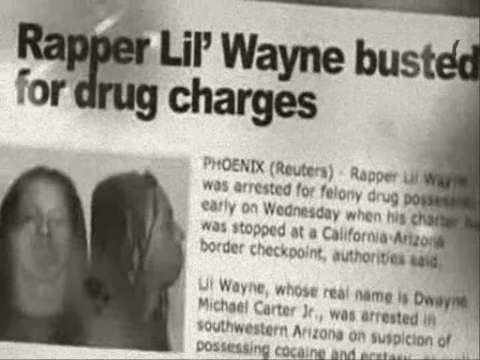 Rapper Lil' Wayne busted
for drug charges
PHOENIX (Reuters) - Rapper Lil Wayne
was arrested for felony drug possession
early on Wednesday when his charter
was stopped at a California-Arizona
border checkpoint, authorities said.
Lil Wayne, whose real name is Dwayne
Michael Carter Jr., was arrested in
southwestern Arizona on suspicion of
possessing cocaine and